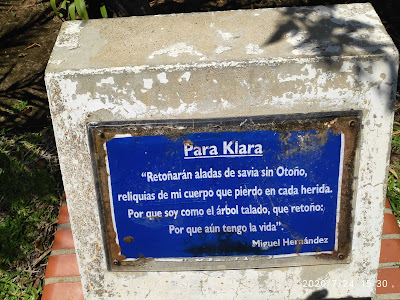 Para Klara
“Retoñarán aladas de savia sin Otoño,
reliquias de mi cuerpo que pierdo en cada herida.
Por que soy como el árbol talado, que retoño:
Por que aún tengo la vida”.
Miguel Hernández